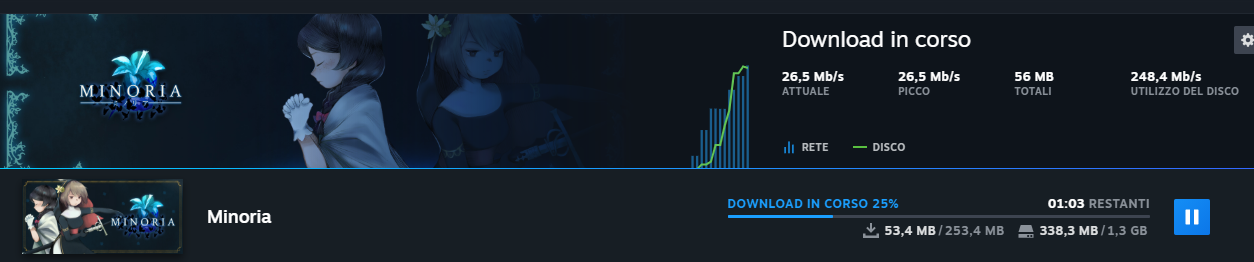 MINORIA
Download in corso
26,5 Mb/s 26,5 Mb/s 56 MB 248,4 Mb/s
ATTUALE PICCO TOTALI UTILIZZO DEL DISCO
RETE DISCO
MINORIA
Minoria
DOWNLOAD IN CORSO 25% 01:03 RESTANTI
53,4 MB / 253,4 MB 338,3 MB / 1,3 GB